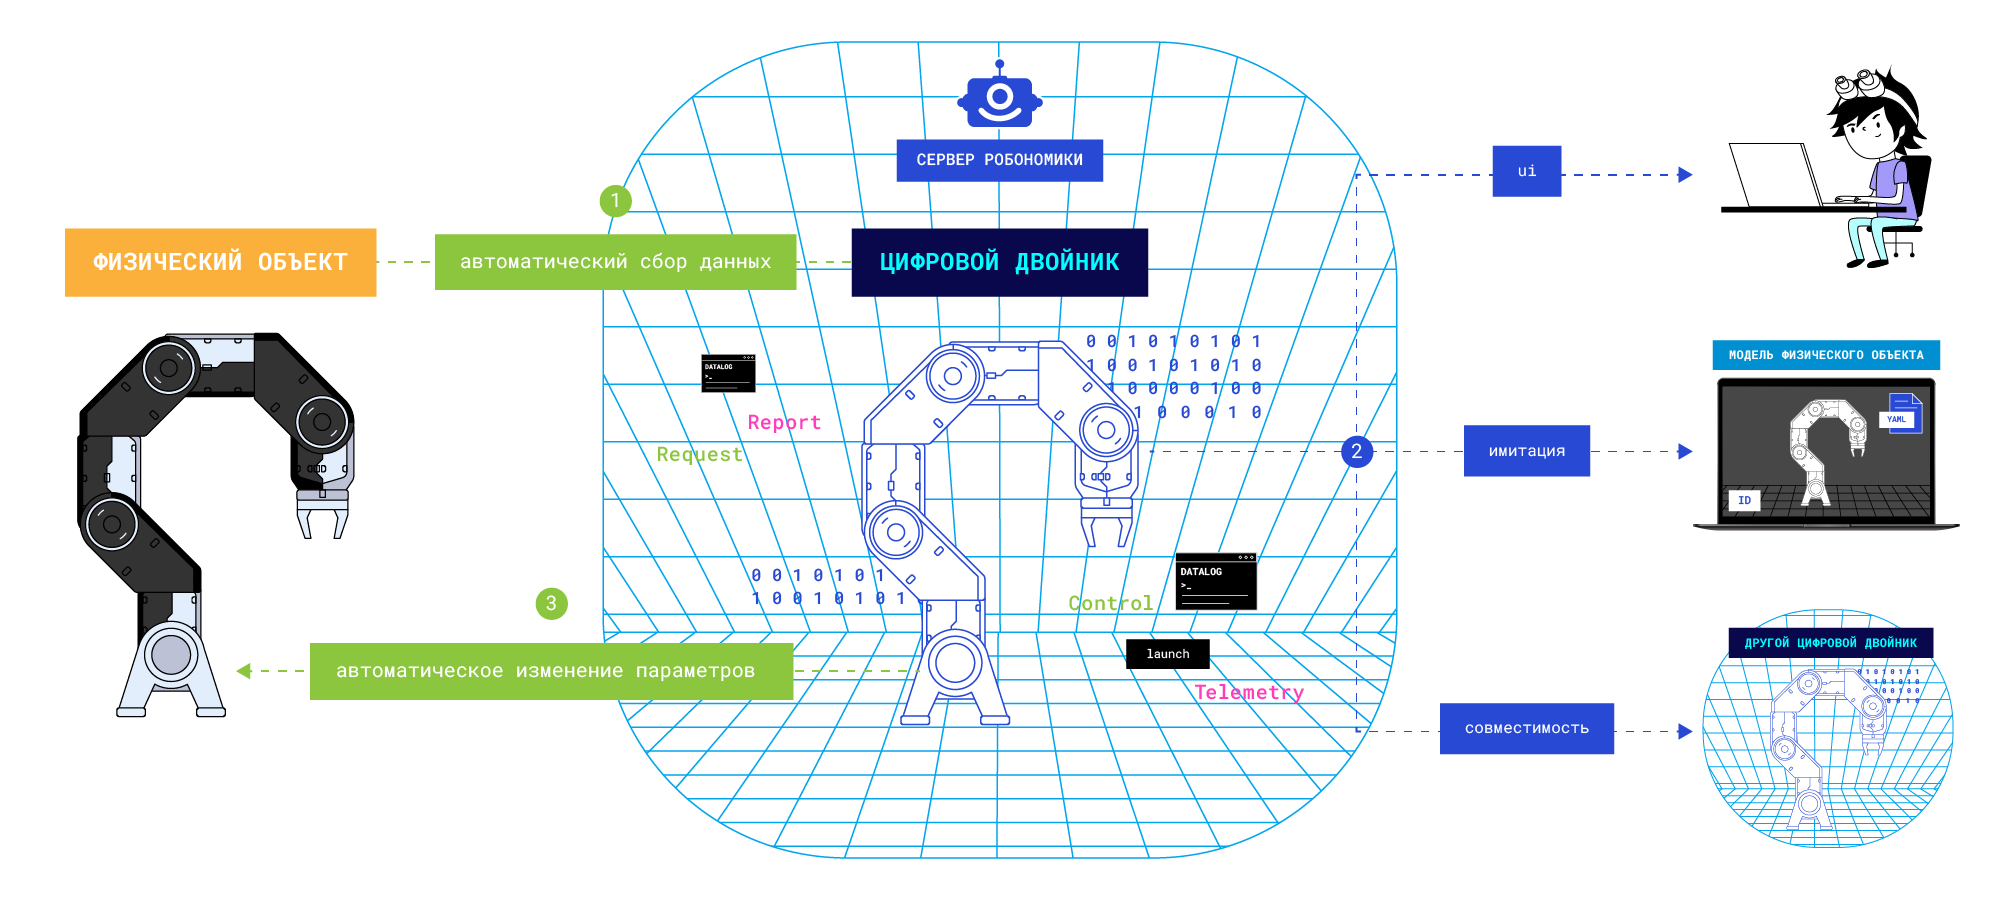 СЕРВЕР РОБОНОМИКИ
1
ФИЗИЧЕСКИЙ ОБЪЕКТ
автоматический сбор данных
ЦИФРОВОЙ ДВОЙНИК
0 0 1 0 1 0 1 0 1
1 0 0 1 0 1 0 1 0
1 0 0 0 0 1 0 0
1 0 0 0 1 0
DATALOG
>_
Report
Request
2
0 0 1 0 1 0 1
1 0 0 1 0 1 0 1
3
автоматическое изменение параметров
DATALOG
>_
Control
launch
Telemetry
ui
имитация
МОДЕЛЬ ФИЗИЧЕСКОГО ОБЪЕКТА
YAML
ID
совместимость
ДРУГОЙ ЦИФРОВОЙ ДВОЙНИК